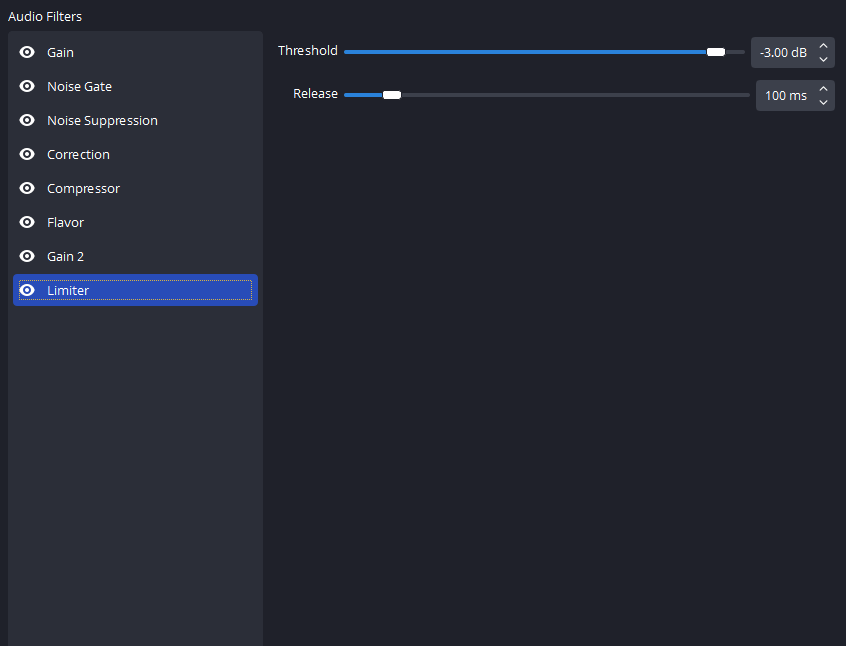 Audio Filters
Gain
Noise Gate
Noise Suppression
Correction
Compressor
Flavor
Gain 2
Limiter
Threshold -3.00 dB
Release 100 ms